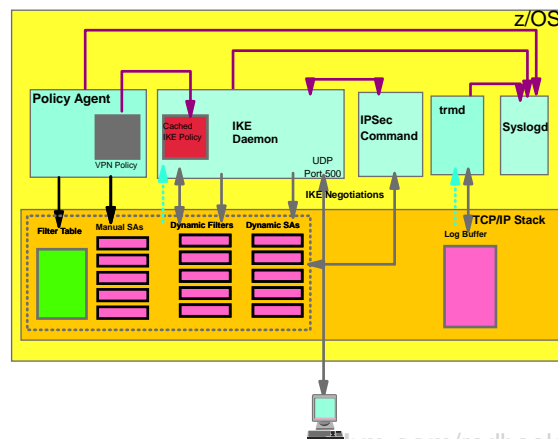 z/OS
Policy Agent
VPN Policy
Cached
IKE Policy
IKE
Daemon
UDP
Port 500
IPSec
Command
trmd
Syslogd
IKE Negotiations
TCP/IP Stack
Filter Table
Manual SAs
Dynamic Filters
Dynamic SAs
Log Buffer